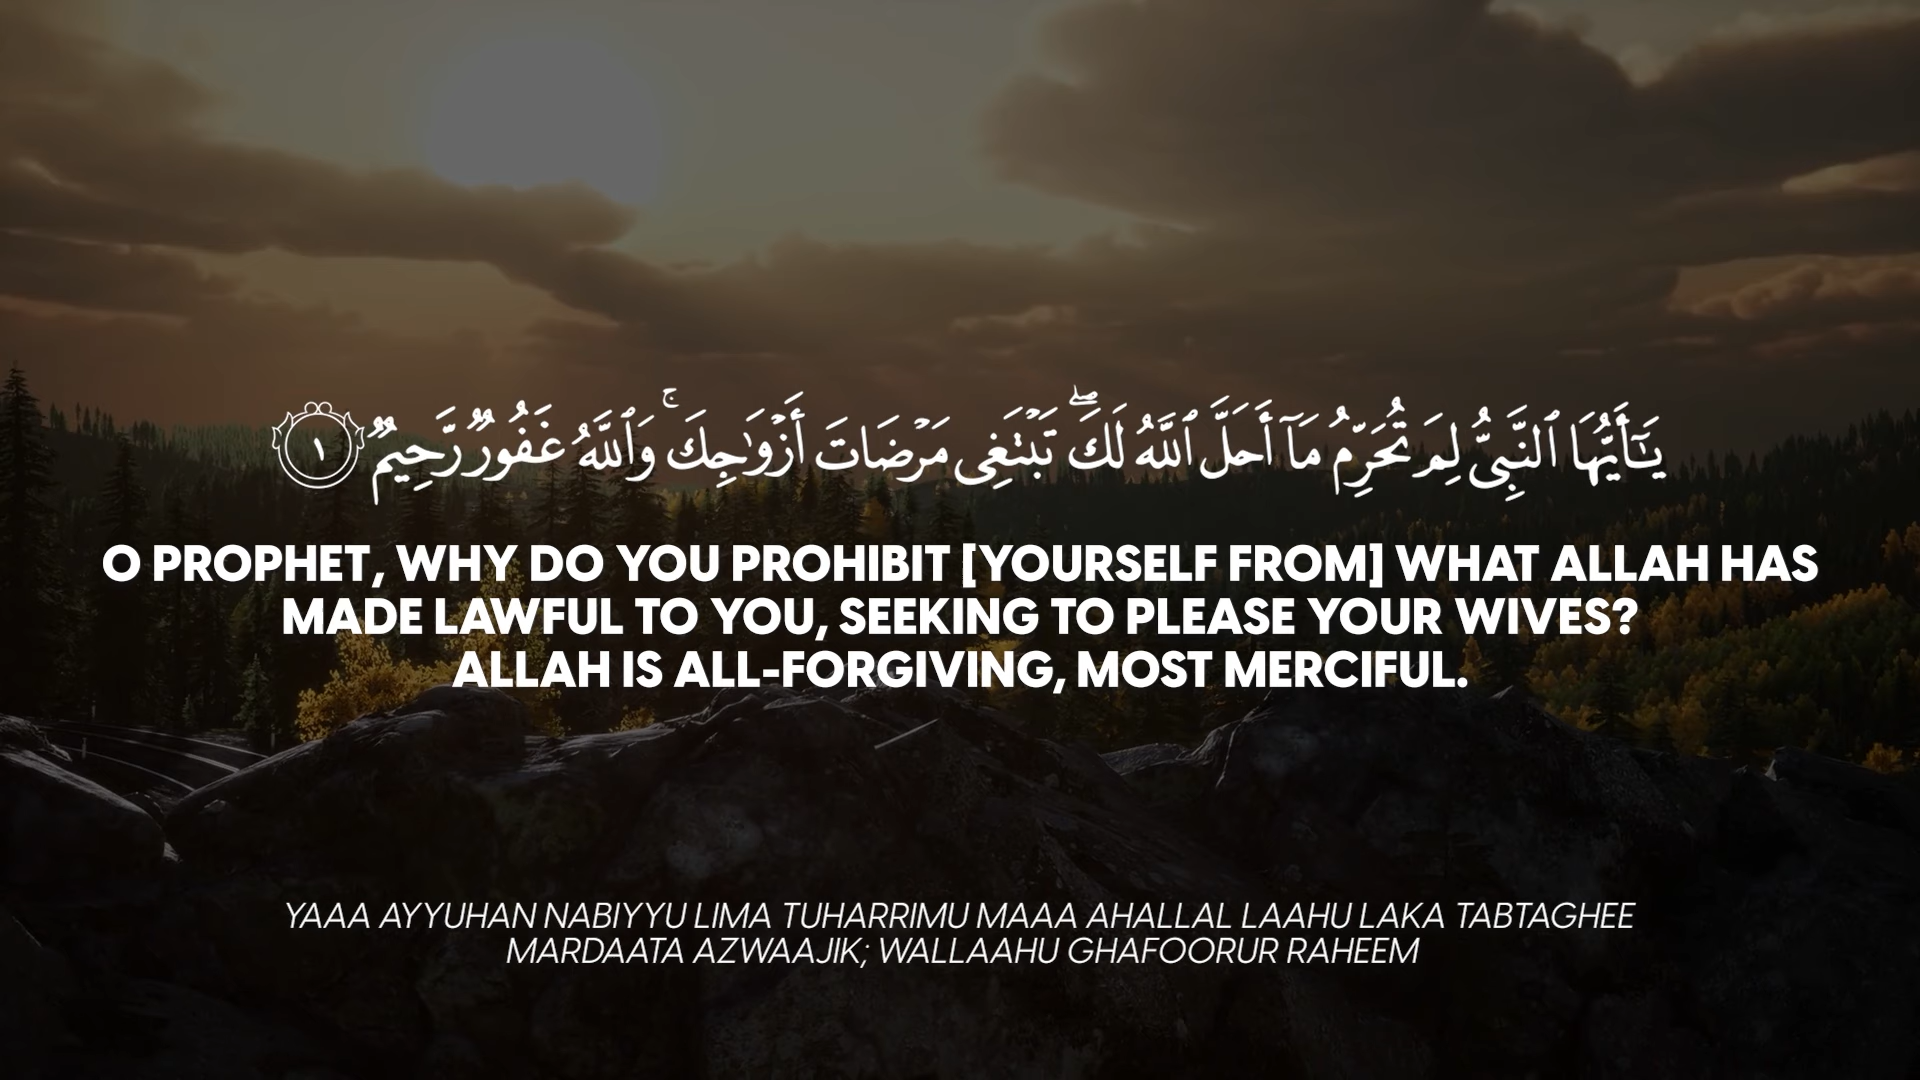 يَـٰٓأَيُّهَا ٱلنَّبِىُّ لِمَ تُحَرِّمُ مَآ أَحَلَّ ٱللَّهُ لَكَ ۖ تَبْتَغِى مَرْضَاتَ أَزْوَٰجِكَ ۚ وَٱللَّهُ غَفُورٌ رَّحِيمٌ ١
O PROPHET, WHY DO YOU PROHIBIT [YOURSELF FROM] WHAT ALLAH HAS
MADE LAWFUL TO YOU, SEEKING TO PLEASE YOUR WIVES?
ALLAH IS ALL-FORGIVING, MOST MERCIFUL.
YAAA AYYUHAN NABIYYU LIMA TUHARRIMU MAAA AHALLAL LAAHU LAKA TABTAGHEE
MARDAATA AZWAAJIK; WALLAAHU GHAFOORUR RAHEEM